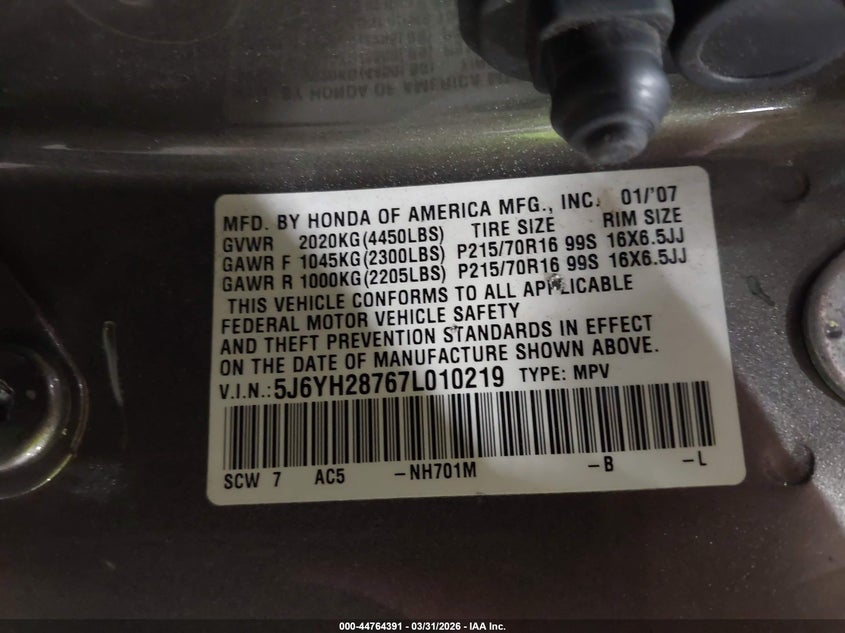 MFD. BY HONDA OF AMERICA MFG., INC. 01/'07
GVWR 2020KG(4450LBS) TIRE SIZE RIM SIZE
GAWR F 1045KG(2300LBS) P215/70R16 99S 16X6.5JJ
GAWR R 1000KG(2205LBS) P215/70R16 99S 16X6.5JJ
THIS VEHICLE CONFORMS TO ALL APPLICABLE
FEDERAL MOTOR VEHICLE SAFETY
AND THEFT PREVENTION STANDARDS IN EFFECT
ON THE DATE OF MANUFACTURE SHOWN ABOVE.
V.I.N.: 5J6YH28767L010219 TYPE: MPV
SCW 7 AC5 -NH701M -B -L
000-44764391 - 03/31/2026 - IAA Inc.